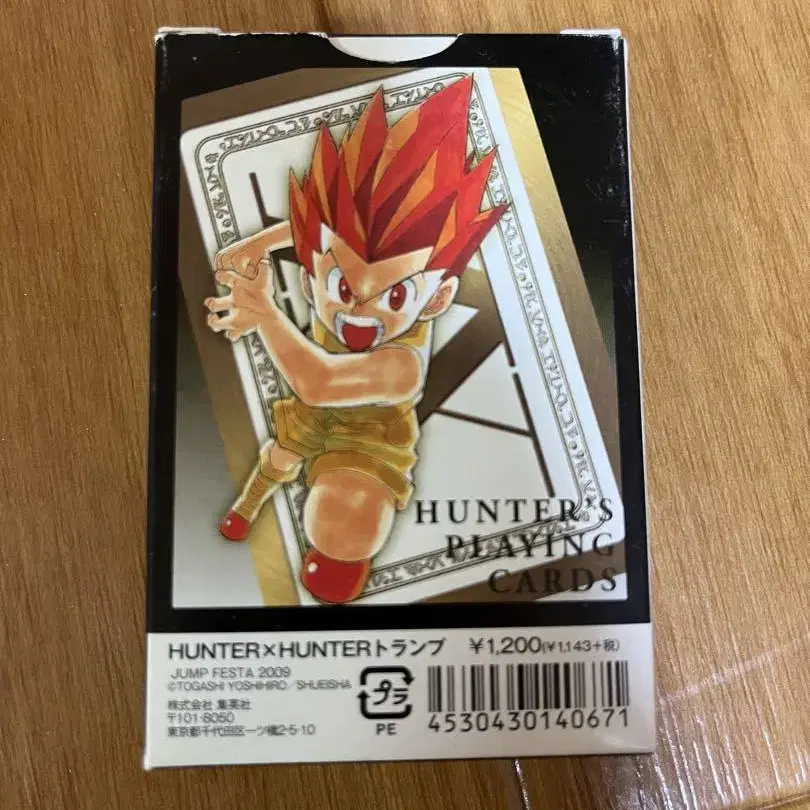 HUNTER'S
PLAYING
CARDS
HUNTER×HUNTERトランプ ¥1,200(¥1,143+税)
JUMP FESTA 2009
©TOGASHI YOSHIHIRO/SHUEISHA
株式会社 集英社
〒101-8050
東京都千代田区一ツ橋2-5-10
プラ
PE
4530430140671